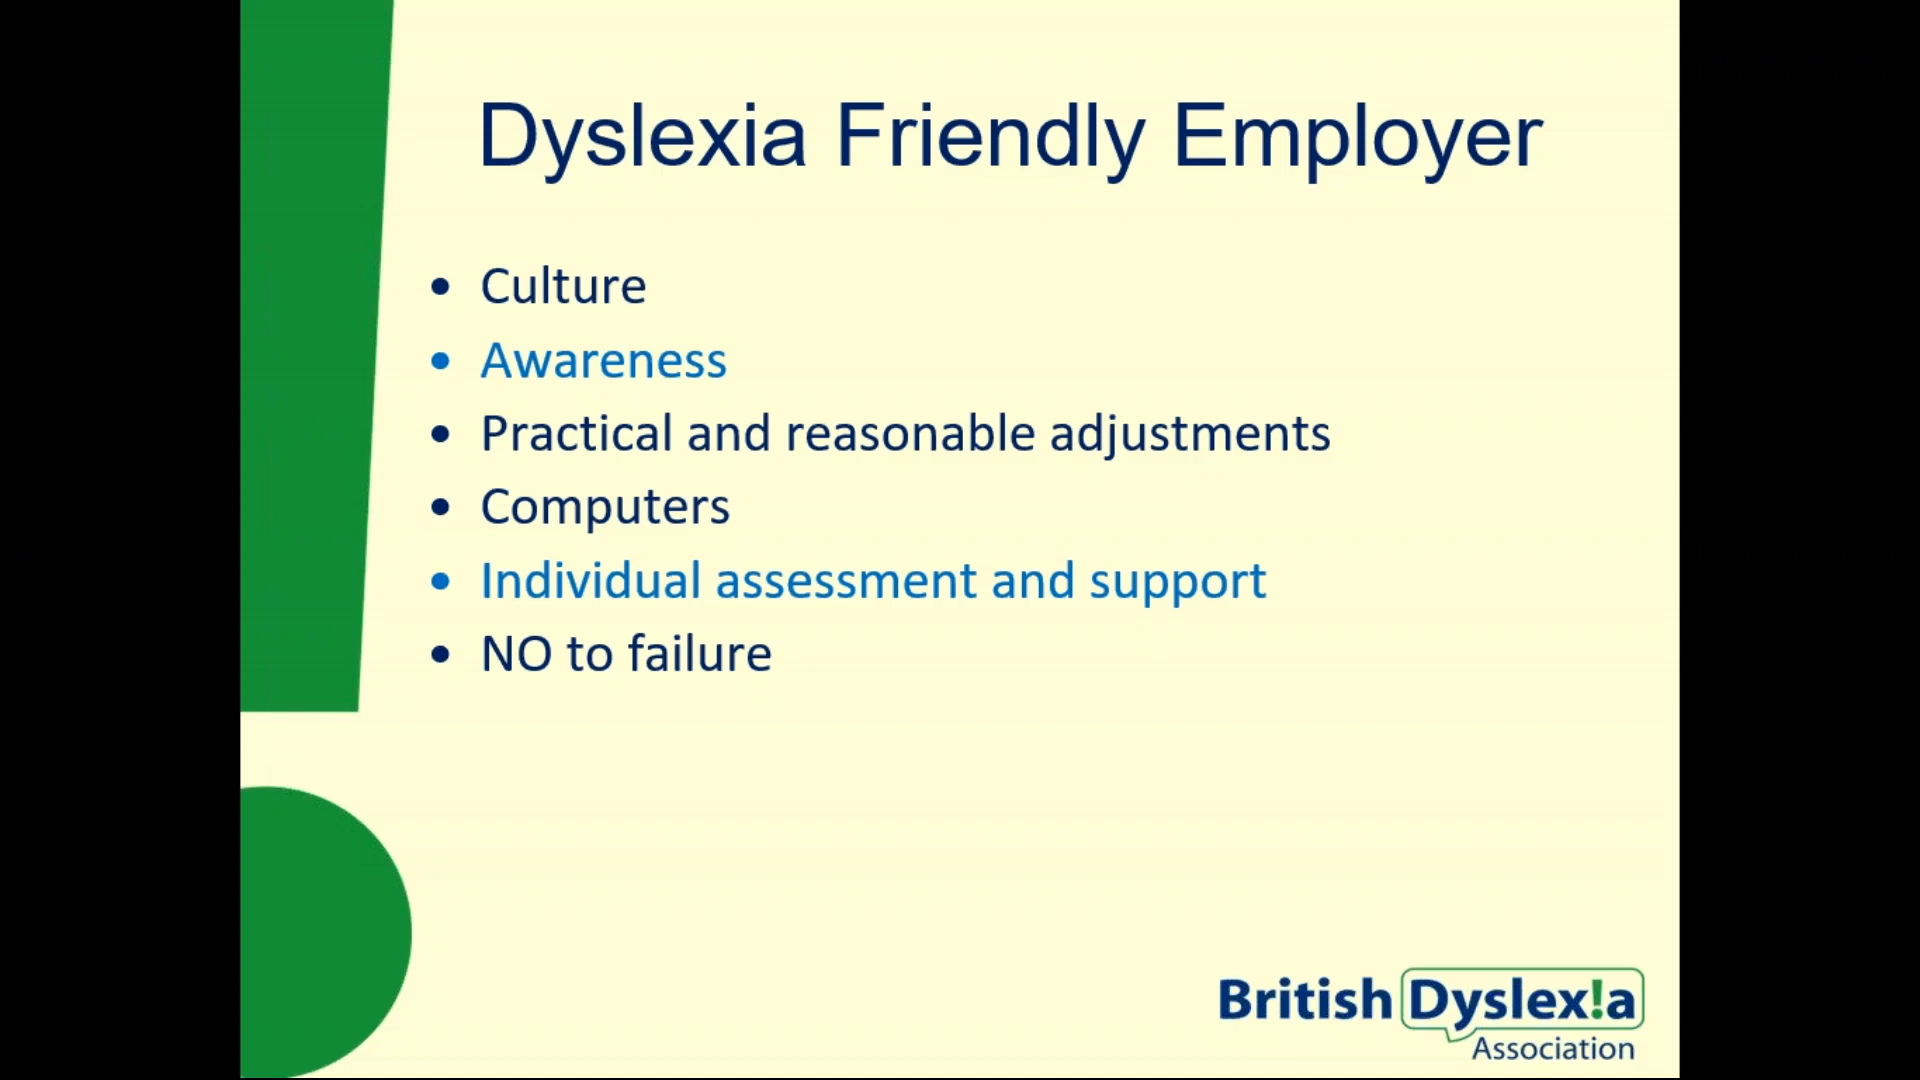 Dyslexia Friendly Employer
• Culture
• Awareness
• Practical and reasonable adjustments
• Computers
• Individual assessment and support
• NO to failure
British Dyslex!a
Association